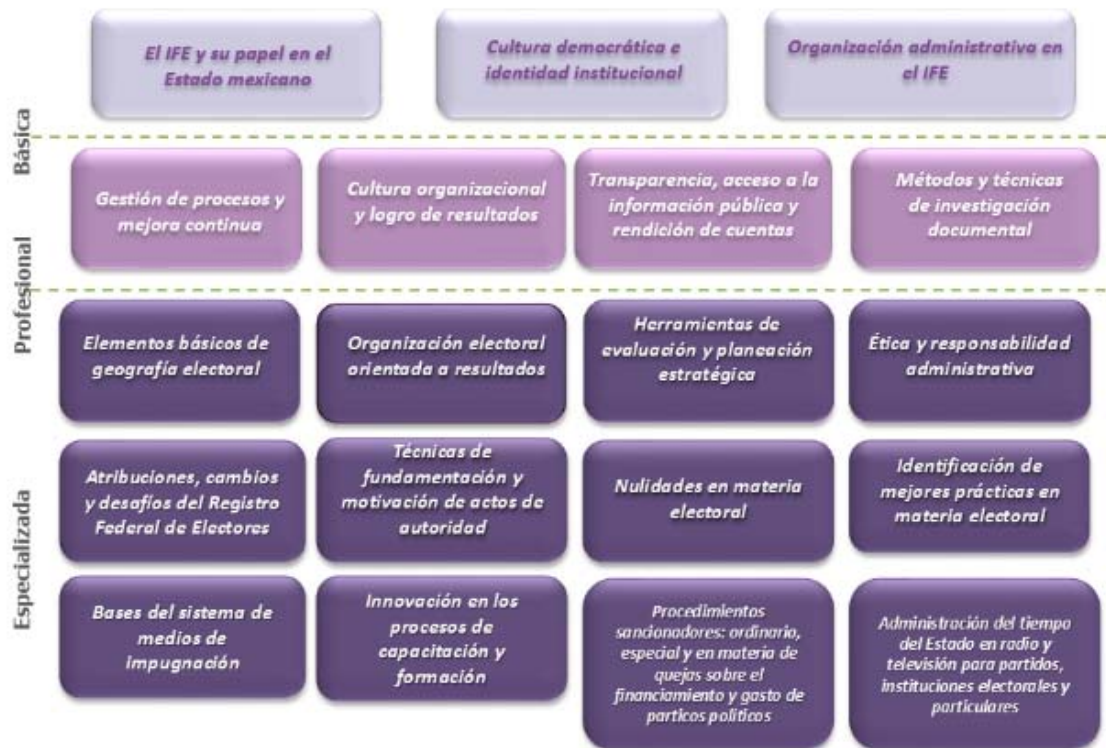 El IFE y su papel en el
Estado mexicano
Cultura democrática e
identidad institucional
Organización administrativa en
el IFE
Básica
Gestión de procesos y
mejora continua
Cultura organizacional
y logro de resultados
Transparencia, acceso a la
información pública y
rendición de cuentas
Métodos y técnicas
de investigación
documental
Profesional
Elementos básicos de
geografía electoral
Organización electoral
orientada a resultados
Herramientas de
evaluación y planeación
estratégica
Ética y responsabilidad
administrativa
Atribuciones, cambios
y desafíos del Registro
Federal de Electores
Técnicas de
fundamentación y
motivación de actos de
autoridad
Nulidades en materia
electoral
Identificación de
mejores prácticas en
materia electoral
Especializada
Bases del sistema de
medios de
impugnación
Innovación en los
procesos de
capacitación y
formación
Procedimientos
sancionadores: ordinario,
especial y en materia de
quejas sobre el
financiamiento y gasto de
particos politicos
Administración del tiempo
del Estado en radio y
televisión para partidos,
instituciones electorales y
particulares